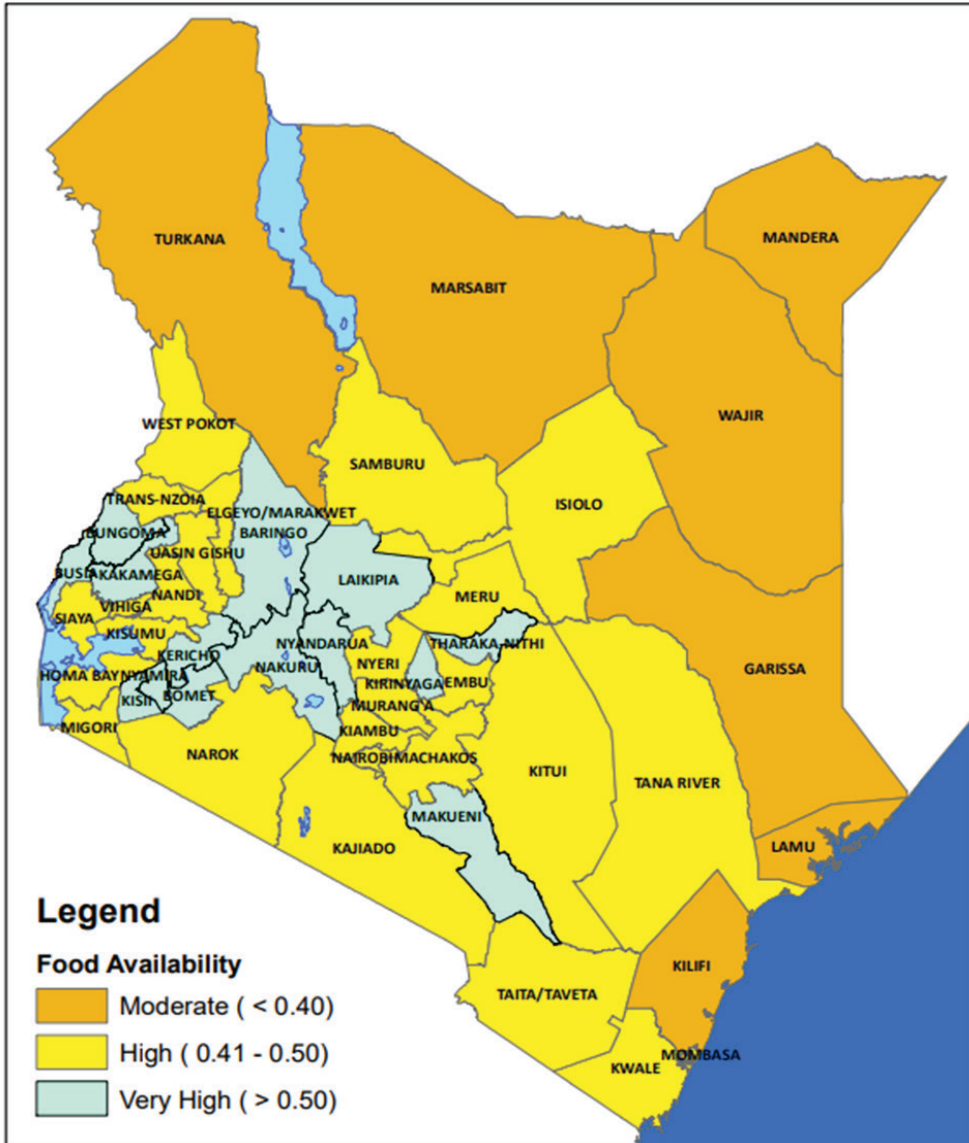 TURKANA
MANDERA
MARSABIT
WAJIR
WEST POKOT
SAMBURU
ISIOLO
TRANS-NZOIA
ELGEYO/MARAKWET
BUNGOMA
BARINGO
UASIN GISHU
BUSIA
KAKAMEGA
LAIKIPIA
NANDI
MERU
VIHIGA
SIAYA
KISUMU
NYANDARUA
THARAKA-NITHI
KERICHO
NYERI
NAKURU
GARISSA
HOMA BAY
NYAMIRA
KIRINYAGA
EMBU
KISII
BOMET
MURANG'A
MIGORI
KIAMBU
NAROK
NAIROBI
MACHAKOS
KITUI
TANA RIVER
MAKUENI
KAJIADO
LAMU
Legend
Food Availability
KILIFI
TAITA/TAVETA
Moderate ( < 0.40)
High ( 0.41 - 0.50)
MOMBASA
KWALE
Very High ( > 0.50)